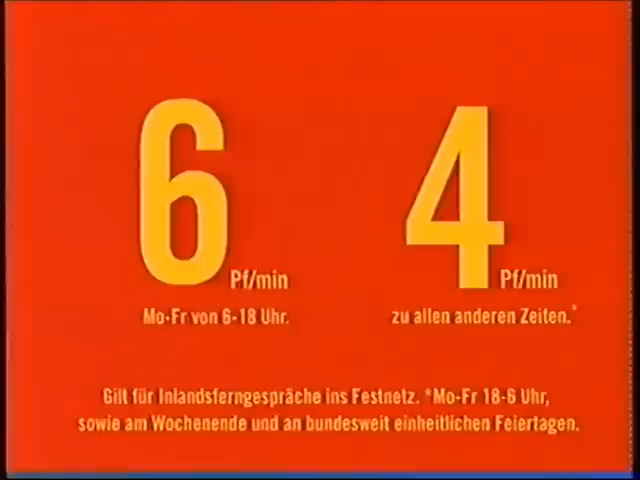 6 Pf/min
Mo-Fr von 6-18 Uhr.
4 Pf/min
zu allen anderen Zeiten.*
Gilt für Inlandsferngespräche ins Festnetz. *Mo-Fr 18-6 Uhr,
sowie am Wochenende und an bundesweit einheitlichen Feiertagen.